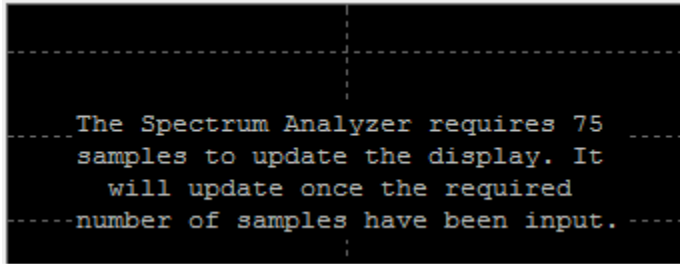 The Spectrum Analyzer requires 75
samples to update the display. It
will update once the required
number of samples have been input.